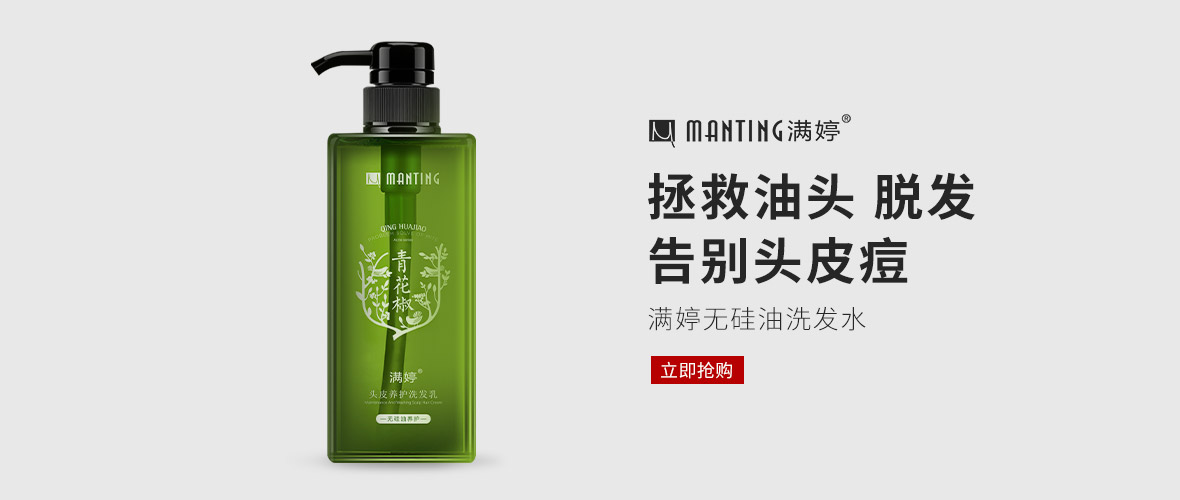 MANTING
QING HUAJIAO
青花椒
满婷®
头皮养护洗发乳
无硅油养护
MANTING满婷®
拯救油头 脱发
告别头皮痘
满婷无硅油洗发水
立即抢购